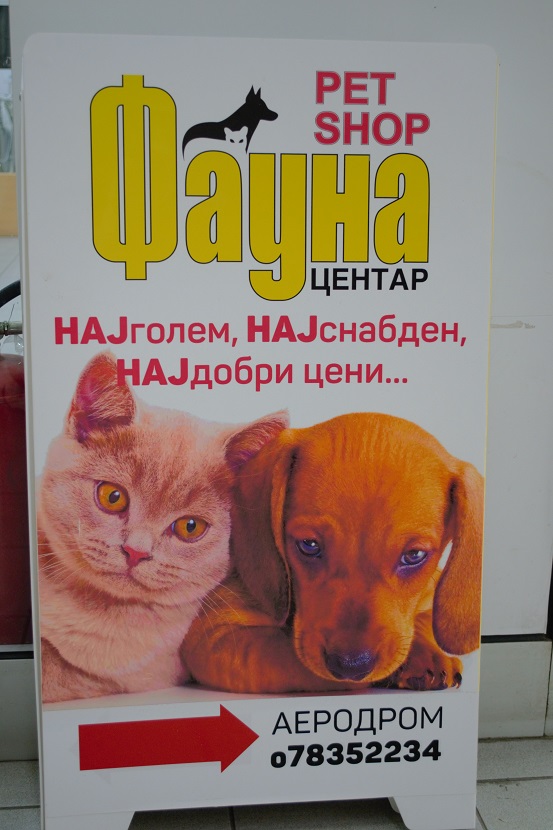 PET
SHOP
Фауна
ЦЕНТАР
НАЈголем, НАЈснабден,
НАЈдобри цени...
АЕРОДРОМ
078352234